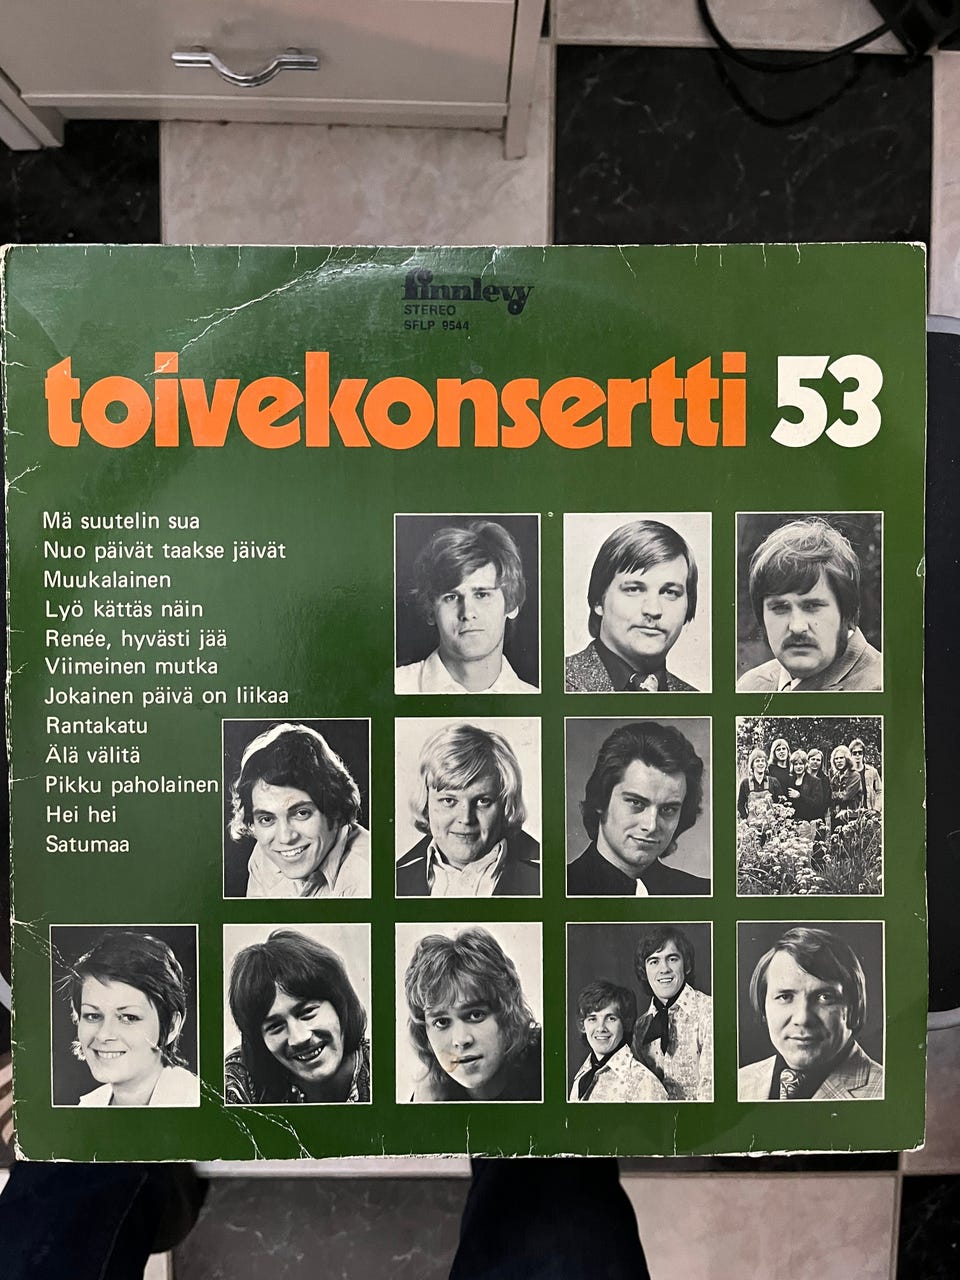 finnlevy
STEREO
SFLP 9544
toivekonsertti 53
Mä suutelin sua
Nuo päivät taakse jäivät
Muukalainen
Lyö kättäs näin
Renée, hyvästi jää
Viimeinen mutka
Jokainen päivä on liikaa
Rantakatu
Älä välitä
Pikku paholainen
Hei hei
Satumaa